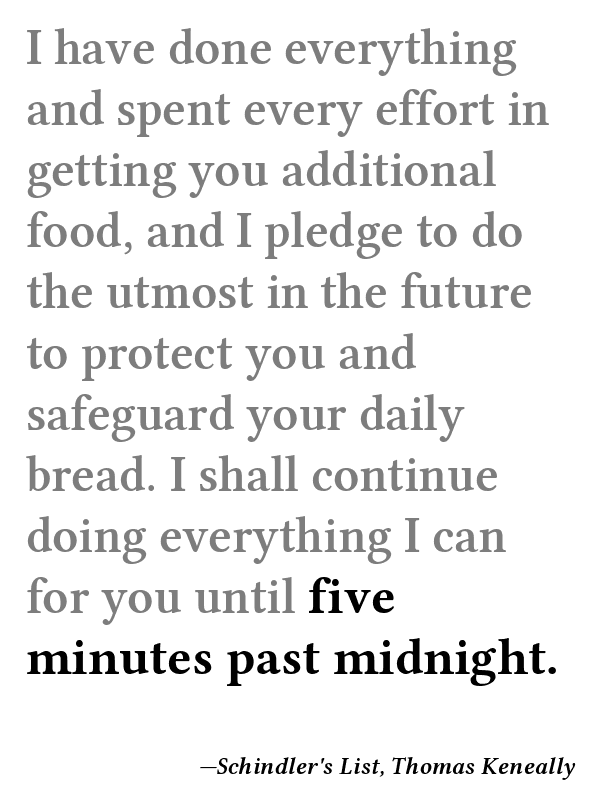 I have done everything
and spent every effort in
getting you additional
food, and I pledge to do
the utmost in the future
to protect you and
safeguard your daily
bread. I shall continue
doing everything I can
for you until five
minutes past midnight.
—Schindler's List, Thomas Keneally